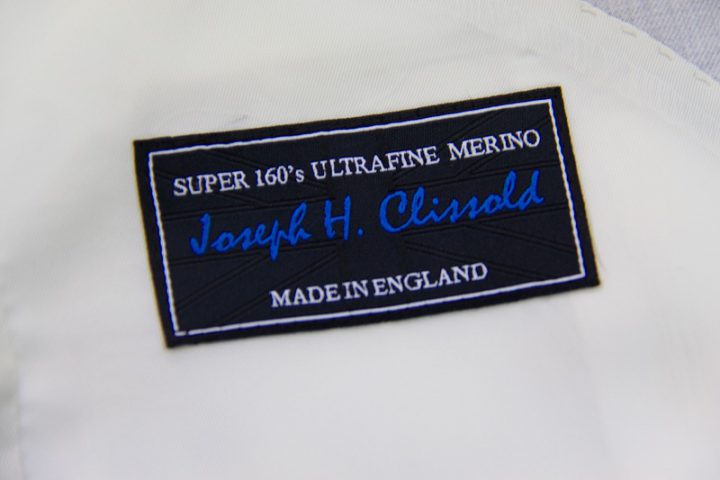 SUPER 160's ULTRAFINE MERINO
Joseph H. Clissold
MADE IN ENGLAND